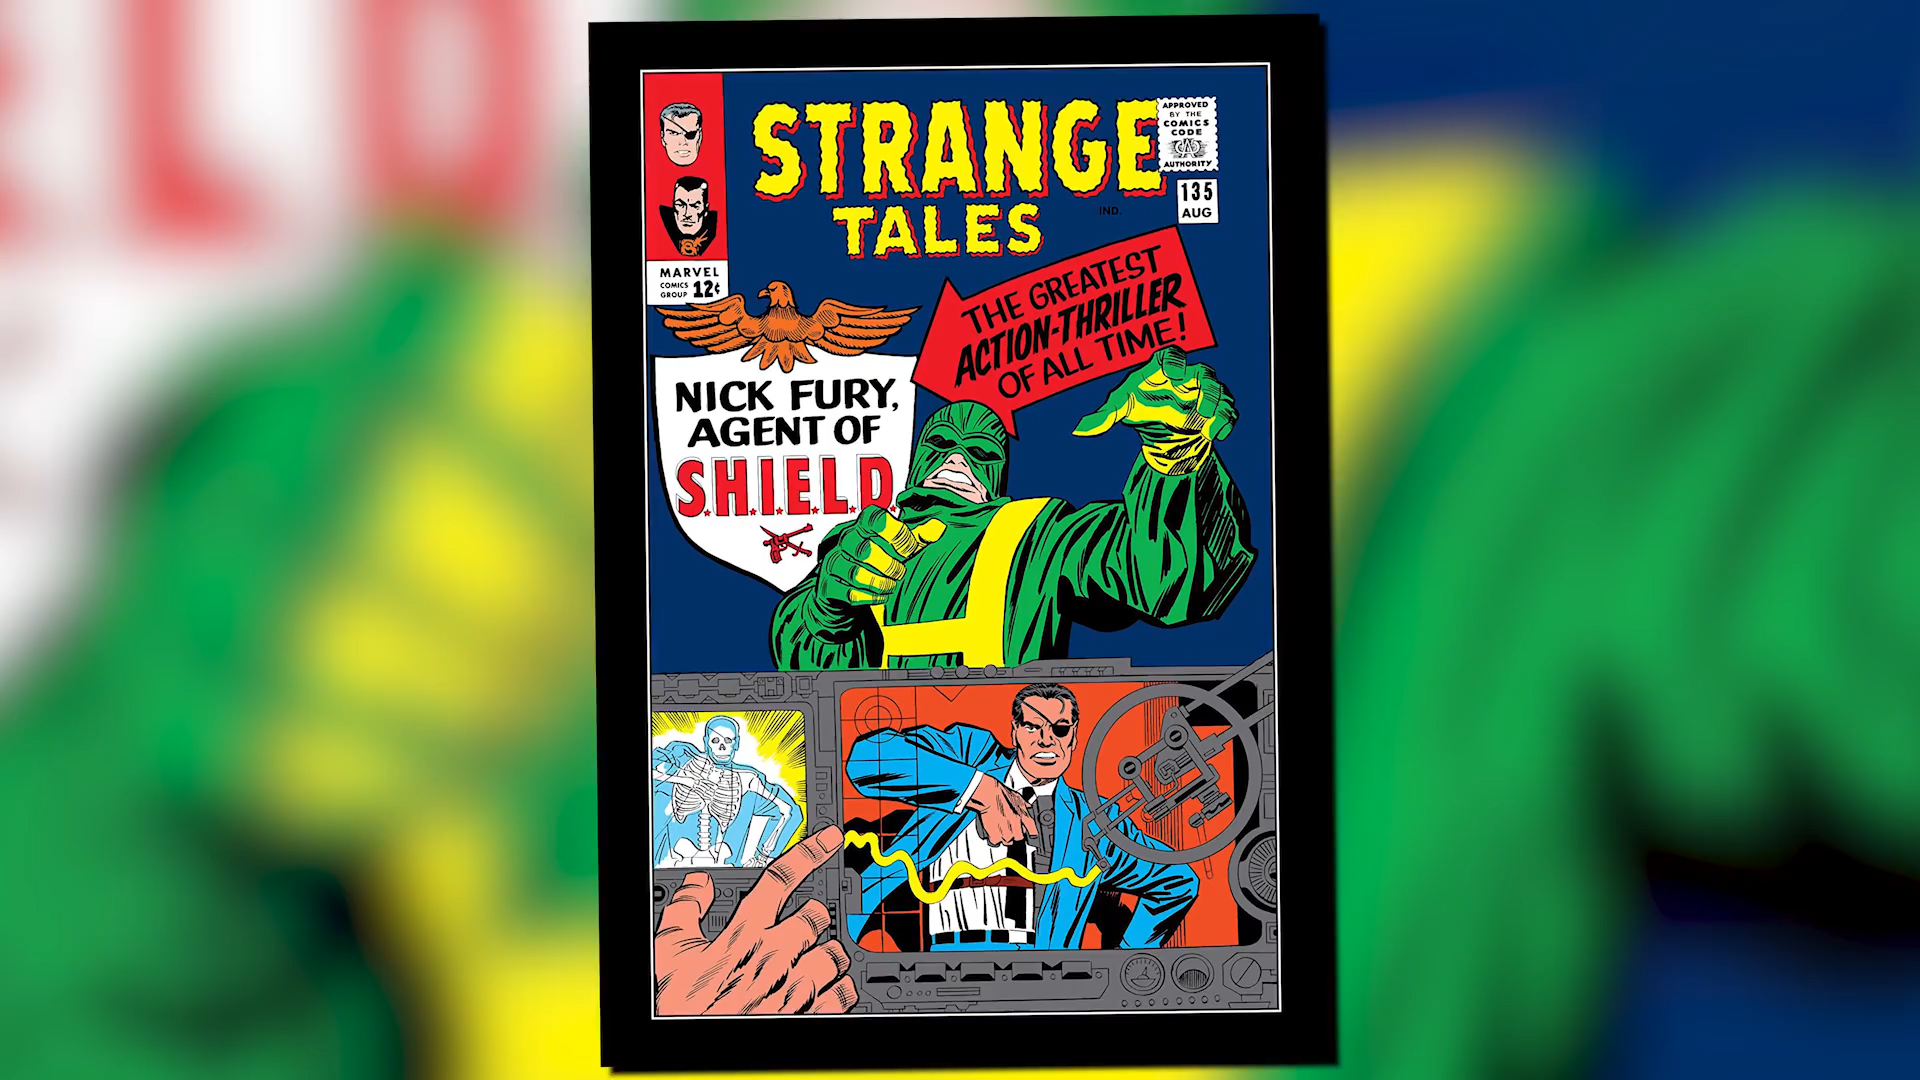 STRANGE
TALES
IND.
APPROVED
BY THE
COMICS
CODE
CA
AUTHORITY
135
AUG
MARVEL
COMICS
GROUP 12¢
THE GREATEST
ACTION-THRILLER
OF ALL TIME!
NICK FURY,
AGENT OF
S.H.I.E.L.D.